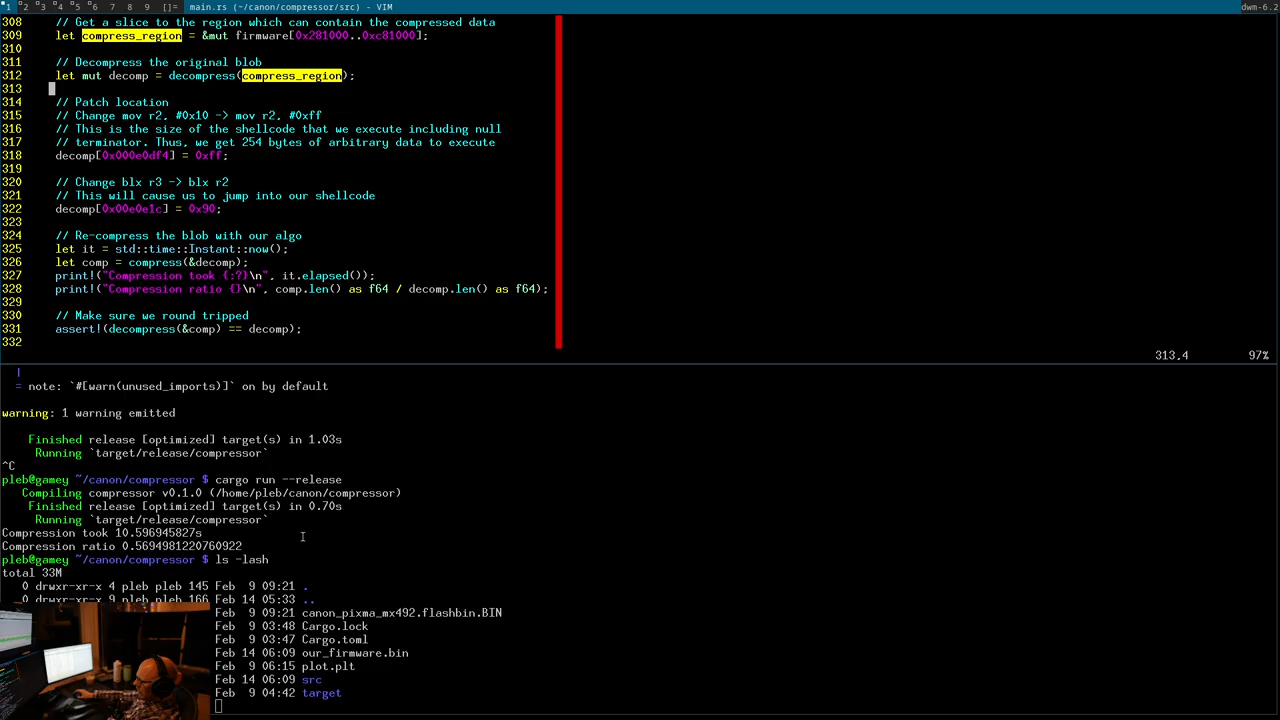 1 2 3 4 5 6 7 8 9 []= main.rs (~/canon/compressor/src) - VIM dwm-6.2
308 // Get a slice to the region which can contain the compressed data
309 let compress_region = &mut firmware[0x281000..0xc81000];
310
311 // Decompress the original blob
312 let mut decomp = decompress(compress_region);
313
314 // Patch location
315 // Change mov r2, #0x10 -> mov r2, #0xff
316 // This is the size of the shellcode that we execute including null
317 // terminator. Thus, we get 254 bytes of arbitrary data to execute
318 decomp[0x000e0df4] = 0xff;
319
320 // Change blx r3 -> blx r2
321 // This will cause us to jump into our shellcode
322 decomp[0x00e0e1c] = 0x90;
323
324 // Re-compress the blob with our algo
325 let it = std::time::Instant::now();
326 let comp = compress(&decomp);
327 print!("Compression took {:?}\n", it.elapsed());
328 print!("Compression ratio {}\n", comp.len() as f64 / decomp.len() as f64);
329
330 // Make sure we round tripped
331 assert!(decompress(&comp) == decomp);
332
313,4 97%
|
= note: `#[warn(unused_imports)]` on by default
warning: 1 warning emitted
Finished release [optimized] target(s) in 1.03s
Running `target/release/compressor`
^C
pleb@gamey ~/canon/compressor $ cargo run --release
Compiling compressor v0.1.0 (/home/pleb/canon/compressor)
Finished release [optimized] target(s) in 0.70s
Running `target/release/compressor`
Compression took 10.596945827s
Compression ratio 0.5694981220760922
pleb@gamey ~/canon/compressor $ ls -lash
total 33M
0 drwxr-xr-x 4 pleb pleb 145 Feb 9 09:21 .
0 drwxr-xr-x 9 pleb pleb 166 Feb 14 05:33 ..
Feb 9 09:21 canon_pixma_mx492.flashbin.BIN
Feb 9 03:48 Cargo.lock
Feb 9 03:47 Cargo.toml
Feb 14 06:09 our_firmware.bin
Feb 9 06:15 plot.plt
Feb 14 06:09 src
Feb 9 04:42 target